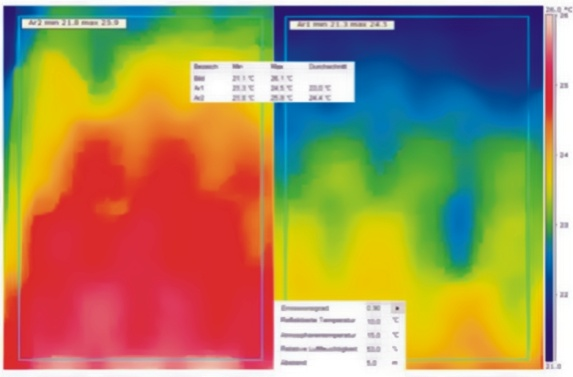 Ar2 min 21.8 max 25.9
Ar1 min 21.3 max 24.5
26.0 °C
26
Bereich Min Max Durchschnitt
Bild 21.1 °C 26.1 °C
Ar1 21.3 °C 24.5 °C 23.0 °C
Ar2 21.8 °C 25.9 °C 24.4 °C
25
24
23
22
Emissionsgrad 0.90
Reflektierte Temperatur 10.0 °C
Atmosphärentemperatur 15.0 °C
Relative Luftfeuchtigkeit 50.0 %
Abstand 5.0 m
21.0